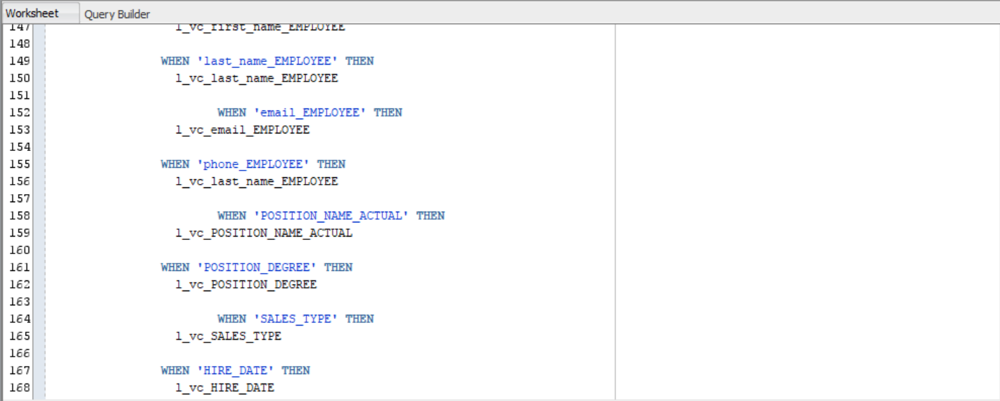 Worksheet Query Builder
147 l_vc_first_name_EMPLOYEE
148
149 WHEN 'last_name_EMPLOYEE' THEN
150 l_vc_last_name_EMPLOYEE
151
152 WHEN 'email_EMPLOYEE' THEN
153 l_vc_email_EMPLOYEE
154
155 WHEN 'phone_EMPLOYEE' THEN
156 l_vc_last_name_EMPLOYEE
157
158 WHEN 'POSITION_NAME_ACTUAL' THEN
159 l_vc_POSITION_NAME_ACTUAL
160
161 WHEN 'POSITION_DEGREE' THEN
162 l_vc_POSITION_DEGREE
163
164 WHEN 'SALES_TYPE' THEN
165 l_vc_SALES_TYPE
166
167 WHEN 'HIRE_DATE' THEN
168 l_vc_HIRE_DATE